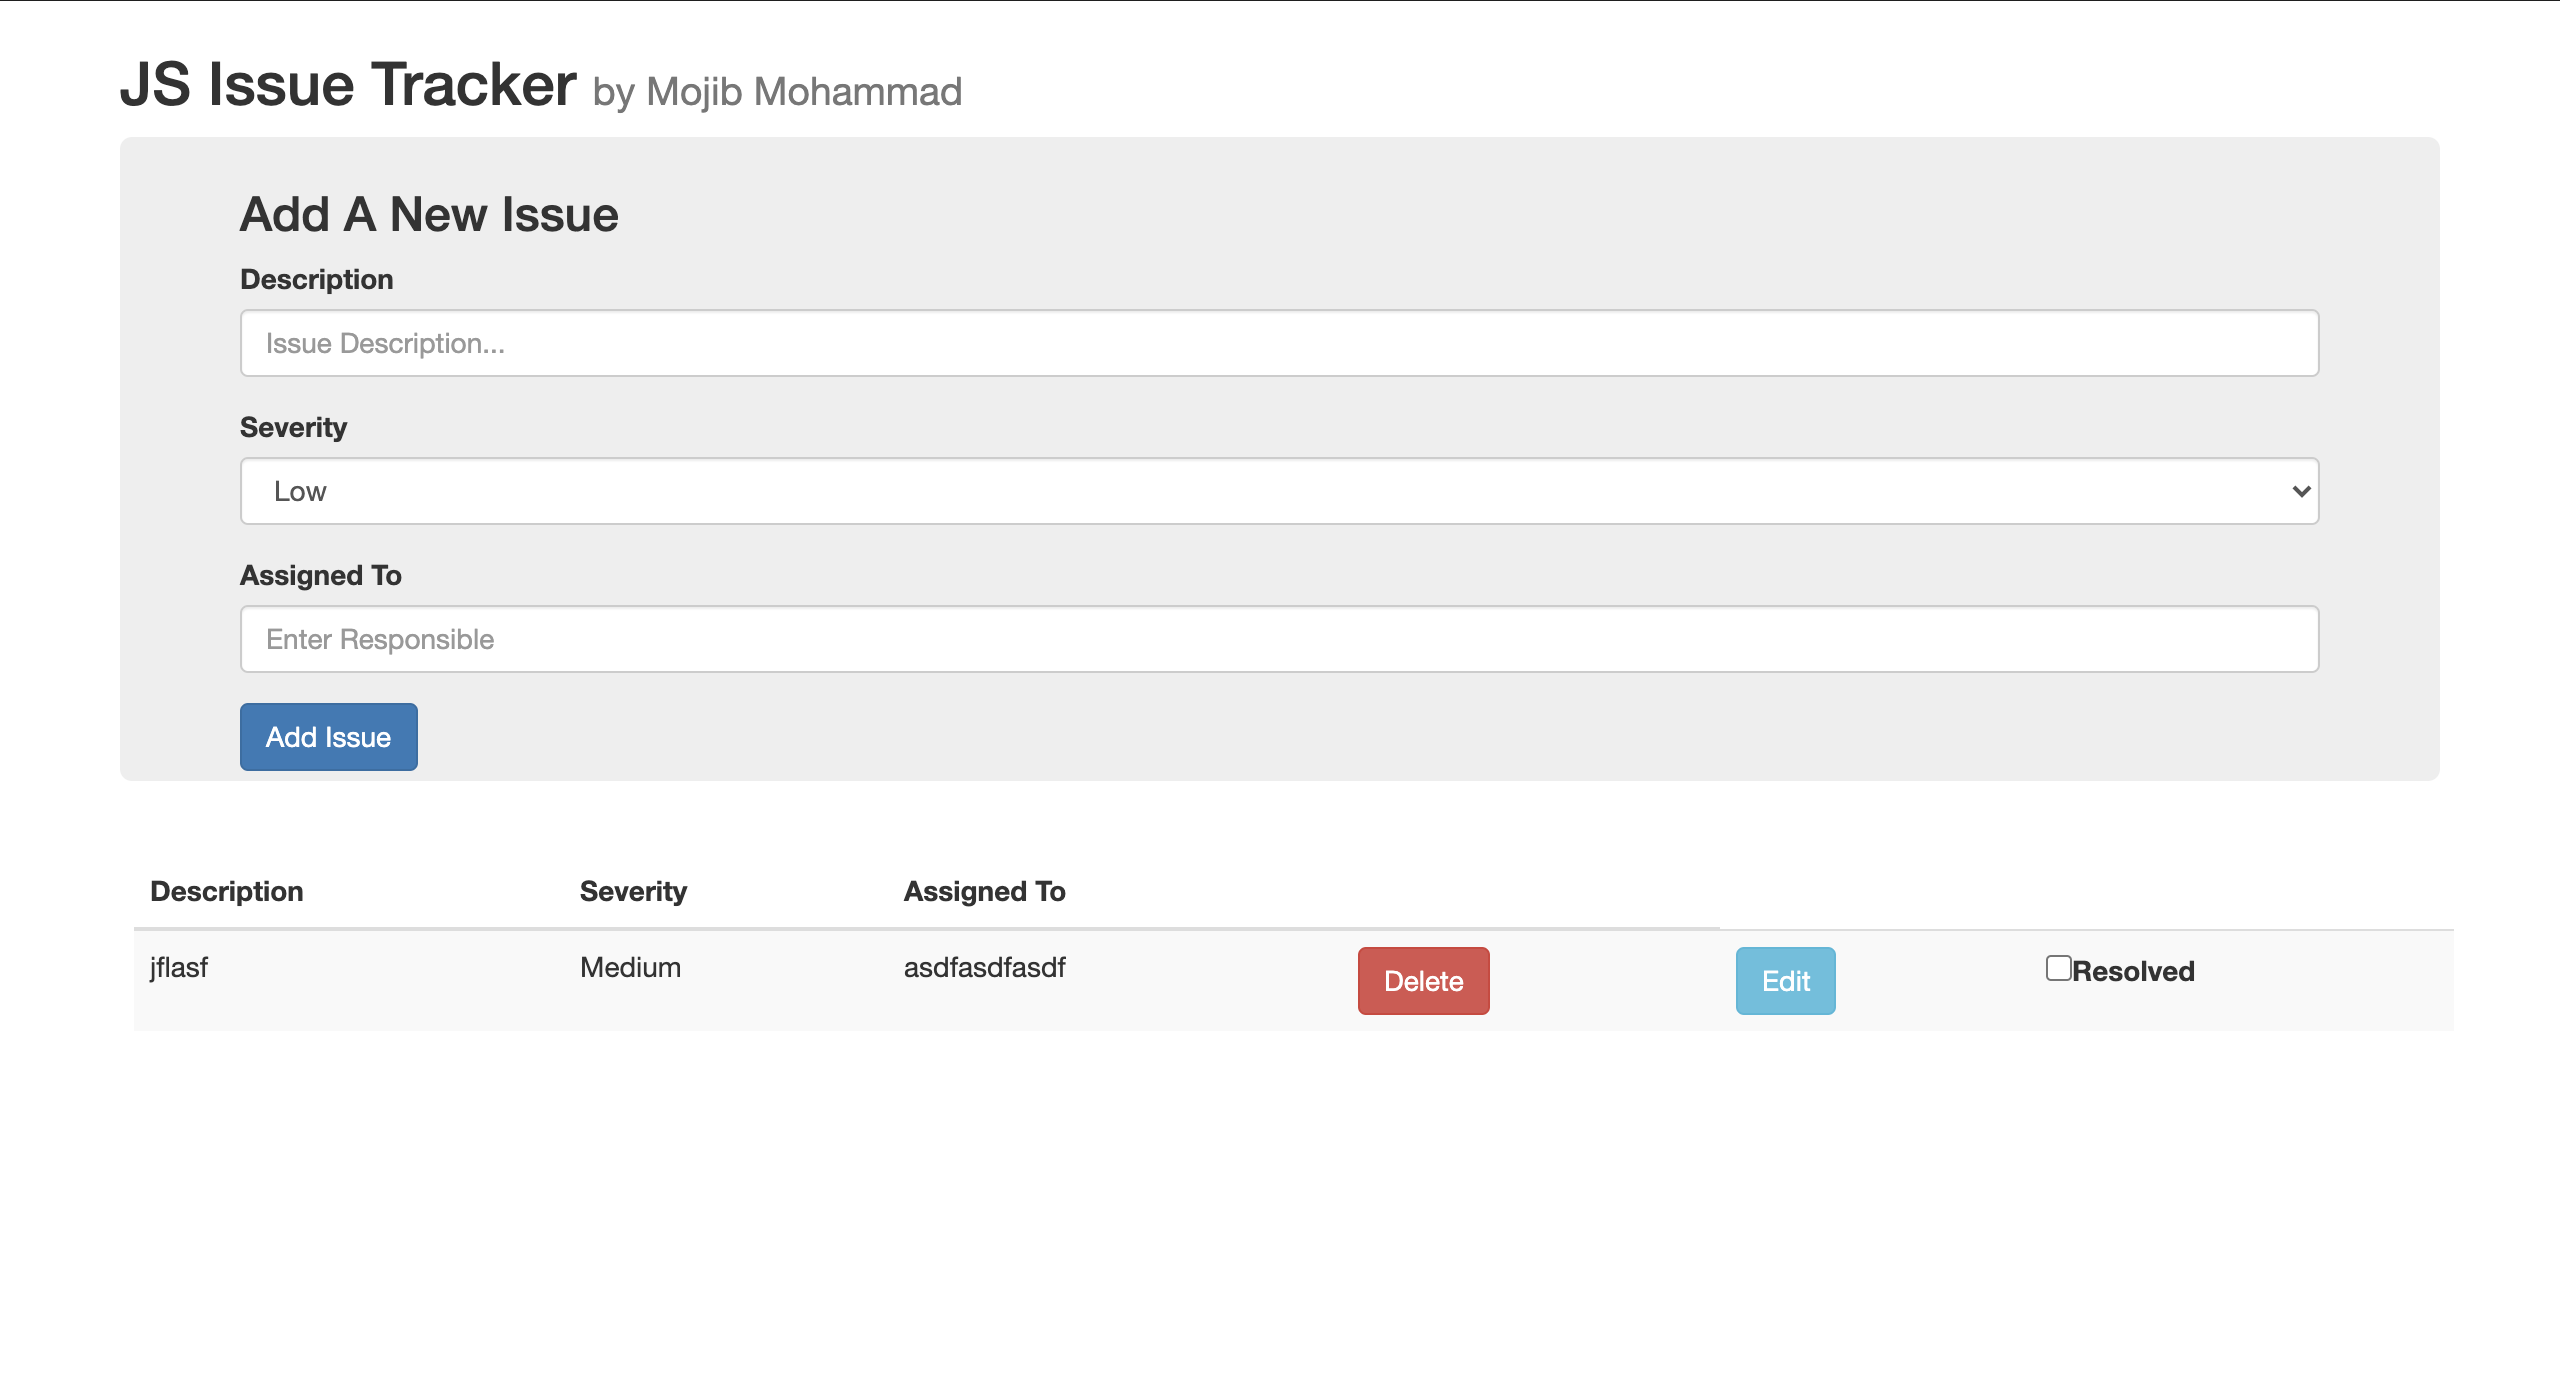 JS Issue Tracker by Mojib Mohammad
Add A New Issue
Description
Issue Description...
Severity
Low
Assigned To
Enter Responsible
Add Issue
Description Severity Assigned To
jflasf Medium asdfasdfasdf Delete Edit Resolved